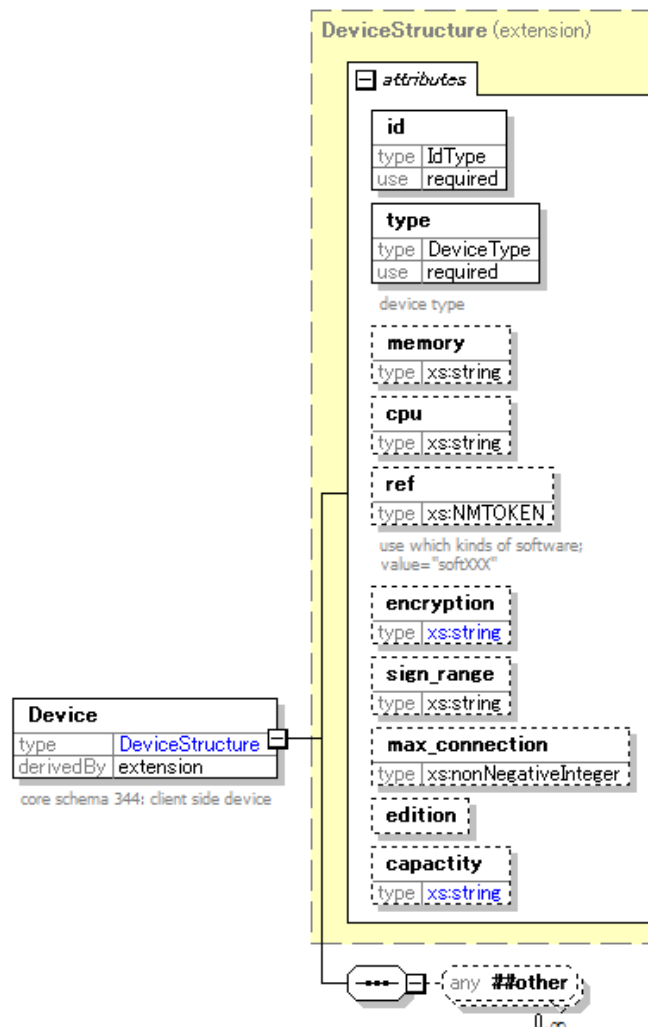 DeviceStructure (extension)
attributes
id
type IdType
use required
type
type DeviceType
use required
device type
memory
type xs:string
cpu
type xs:string
ref
type xs:NMTOKEN
use which kinds of software;
value="softXXX"
encryption
type xs:string
sign_range
type xs:string
Device
type DeviceStructure
derivedBy extension
core schema 344: client side device
max_connection
type xs:nonNegativeInteger
edition
capactity
type xs:string
any ##other